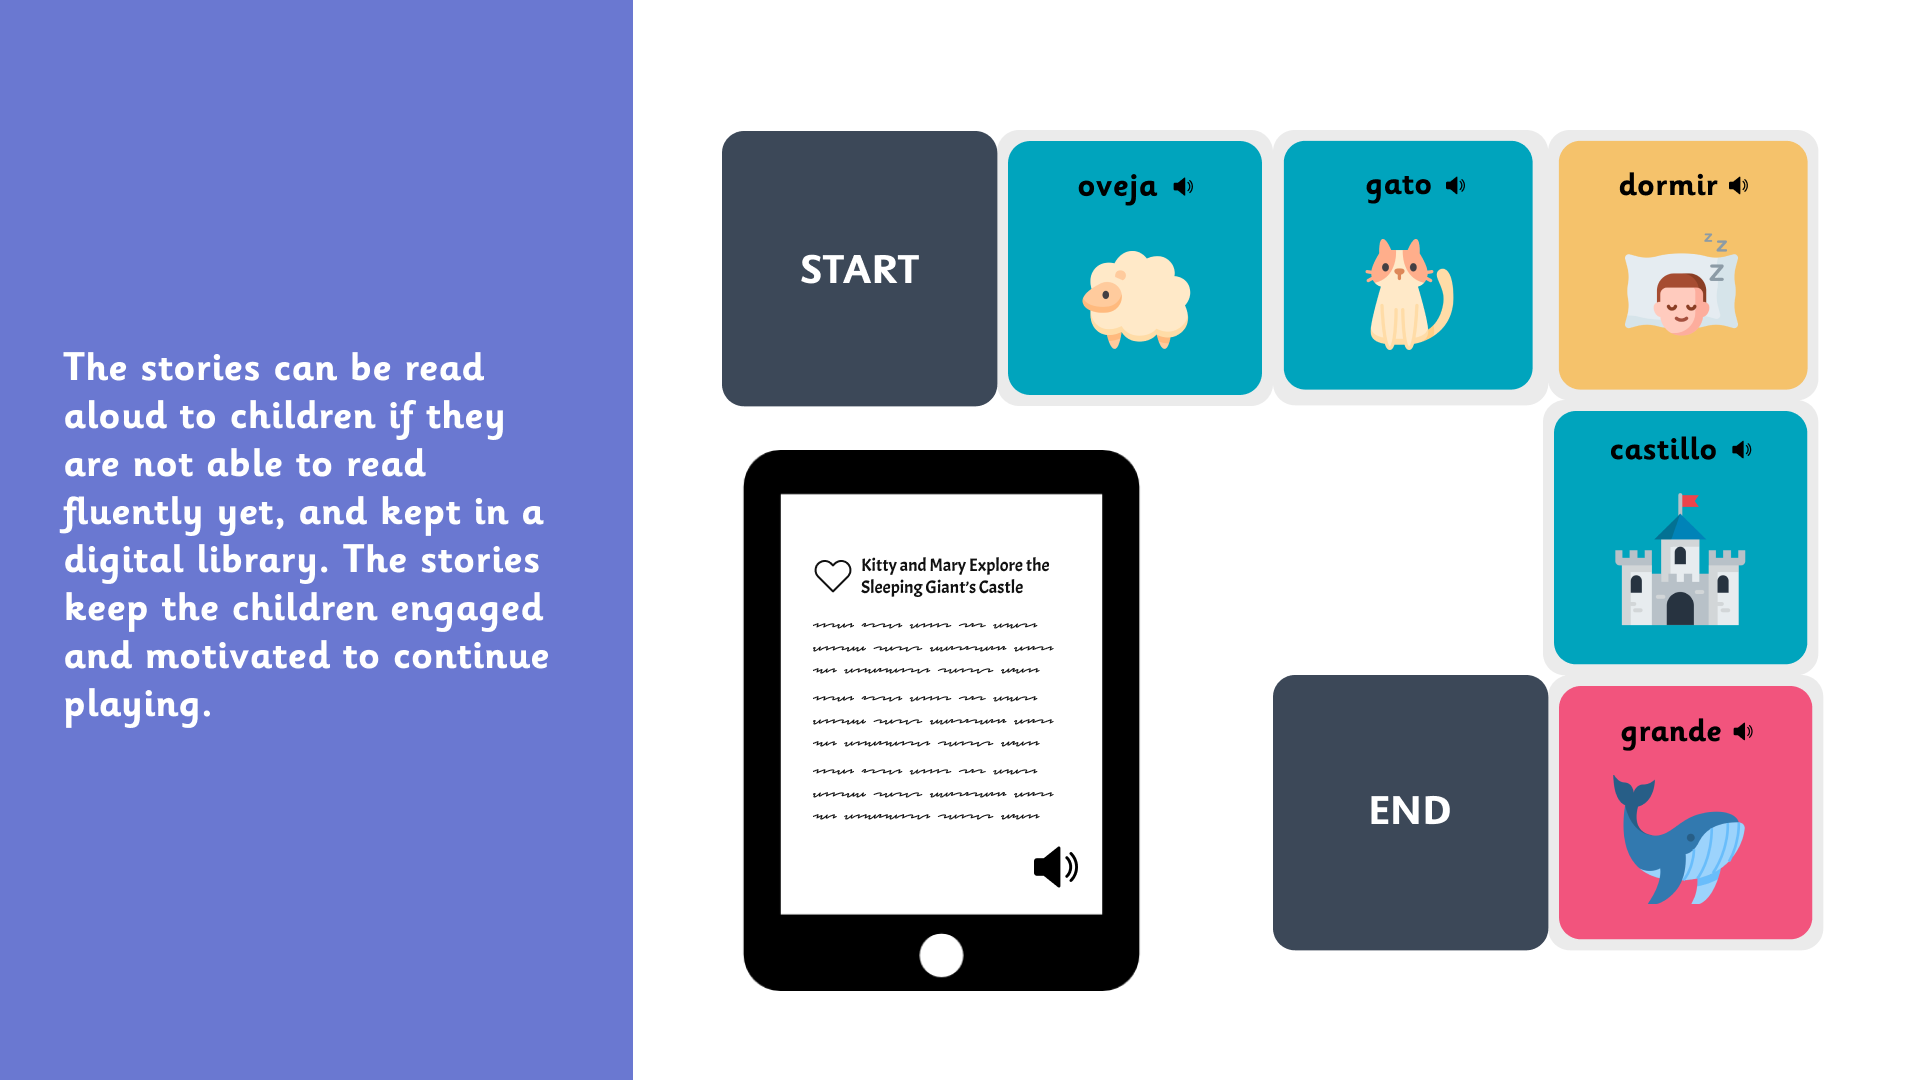 The stories can be read
aloud to children if they
are not able to read
fluently yet, and kept in a
digital library. The stories
keep the children engaged
and motivated to continue
playing.
START
oveja
gato
dormir
z z
z
castillo
Kitty and Mary Explore the
Sleeping Giant's Castle
END
grande